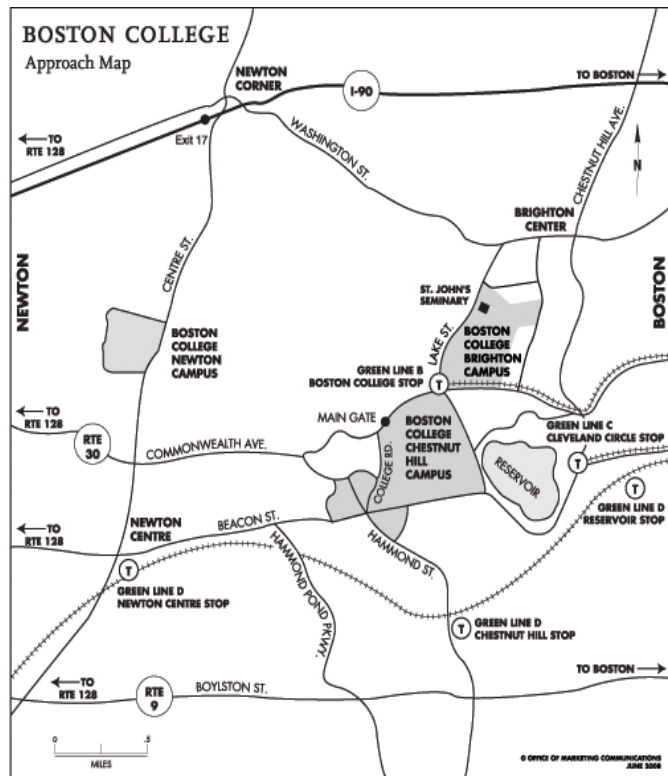 BOSTON COLLEGE
Approach Map
NEWTON
CORNER
I-90
TO BOSTON
TO
RTE 128
Exit 17
WASHINGTON ST.
CHESTNUT HILL AVE.
N
BRIGHTON
CENTER
CENTRE ST.
NEWTON
BOSTON
ST. JOHN'S
SEMINARY
LAKE ST.
BOSTON
COLLEGE
BRIGHTON
CAMPUS
BOSTON
COLLEGE
NEWTON
CAMPUS
GREEN LINE B
BOSTON COLLEGE STOP
T
TO
RTE 128
RTE
30
COMMONWEALTH AVE.
MAIN GATE
COLLEGE RD.
BOSTON
COLLEGE
CHESTNUT
HILL
CAMPUS
GREEN LINE C
CLEVELAND CIRCLE STOP
T
RESERVOIR
T
GREEN LINE D
RESERVOIR STOP
TO
RTE 128
NEWTON
CENTRE
BEACON ST.
HAMMOND ST.
HAMMOND POND PKWY.
T
GREEN LINE D
NEWTON CENTRE STOP
T
GREEN LINE D
CHESTNUT HILL STOP
TO
RTE 128
RTE
9
BOYLSTON ST.
TO BOSTON
0 .5
MILES
© OFFICE OF MARKETING COMMUNICATIONS
JUNE 2008